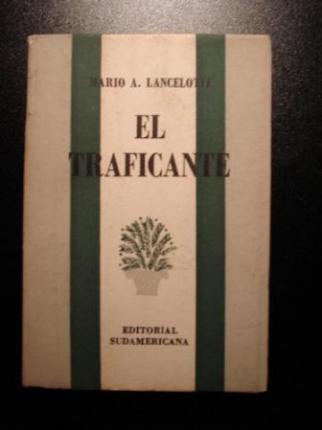 MARIO A. LANCELOTTI
EL
TRAFICANTE
EDITORIAL
SUDAMERICANA